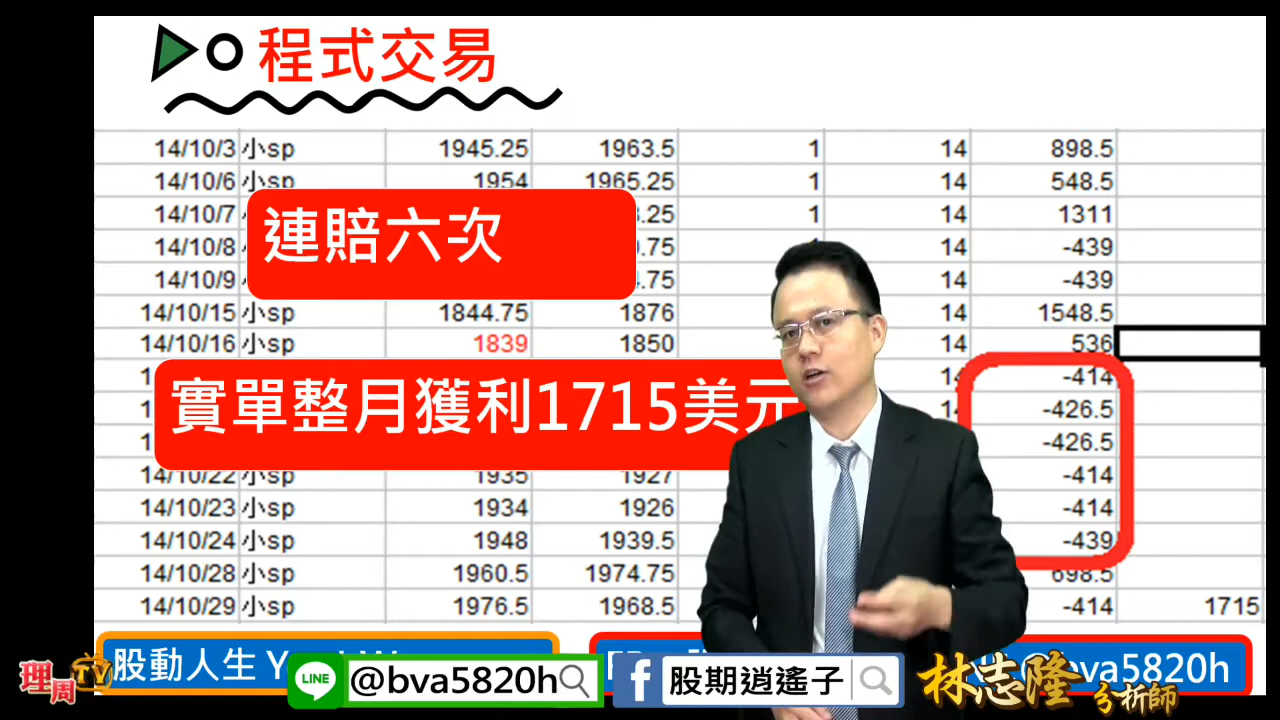 程式交易
14/10/3 小sp 1945.25 1963.5 1 14 898.5
14/10/6 小sp 1954 1965.25 1 14 548.5
14/10/7 1 14 1311
連賠六次
14/10/8 14 -439
14/10/9 14 -439
14/10/15 小sp 1844.75 1876 14 1548.5
14/10/16 小sp 1839 1850 14 536
-414
實單整月獲利1715美元
-426.5
-426.5
14/10/22 小sp 1935 1927 -414
14/10/23 小sp 1934 1926 -414
14/10/24 小sp 1948 1939.5 -439
14/10/28 小sp 1960.5 1974.75 698.5
14/10/29 小sp 1976.5 1968.5 -414 1715
理周TV
股動人生
LINE @bva5820h
f 股期逍遙子
林志隆 分析師
@bva5820h